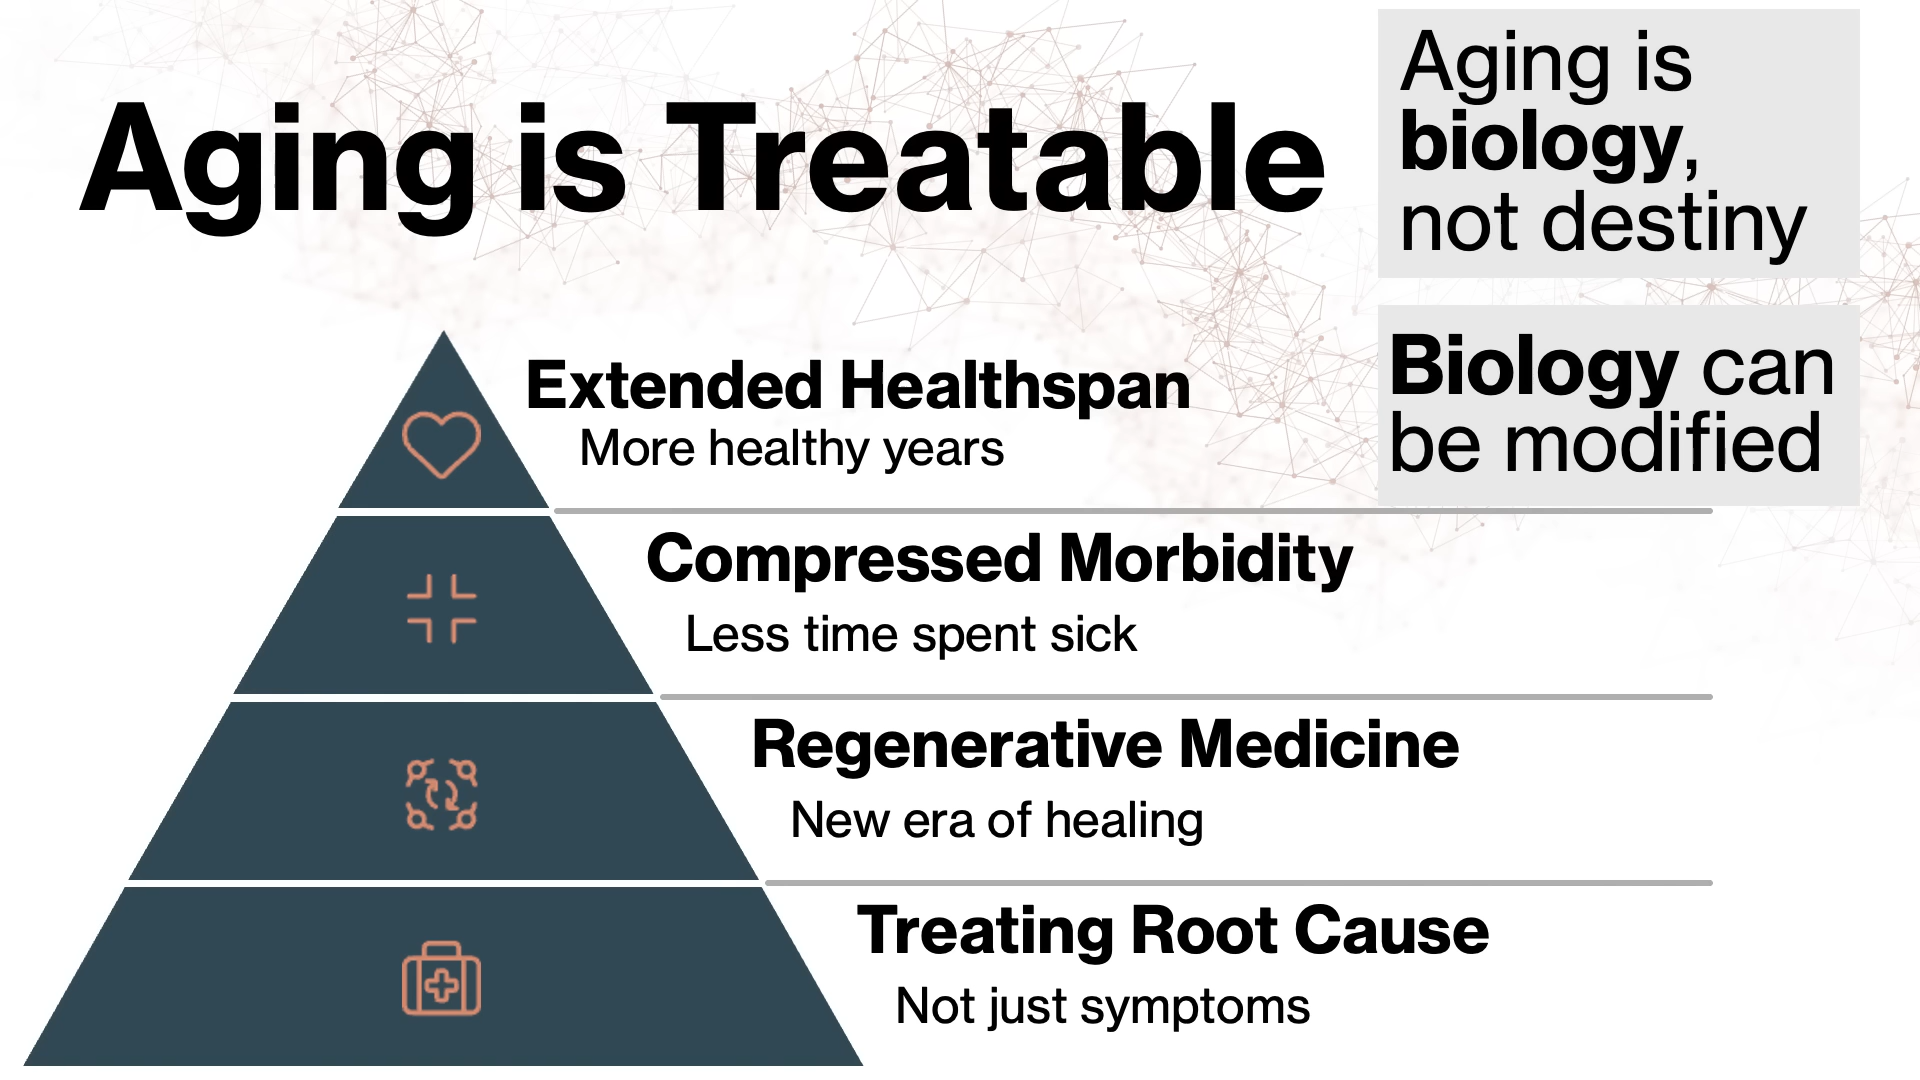 Aging is Treatable
Aging is
biology,
not destiny
Biology can
be modified
Extended Healthspan
More healthy years
Compressed Morbidity
Less time spent sick
Regenerative Medicine
New era of healing
Treating Root Cause
Not just symptoms